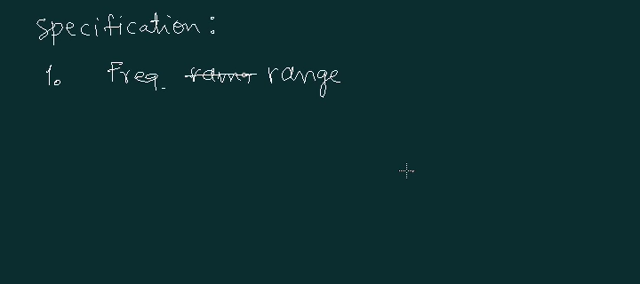 Specification:
1. Freq. range